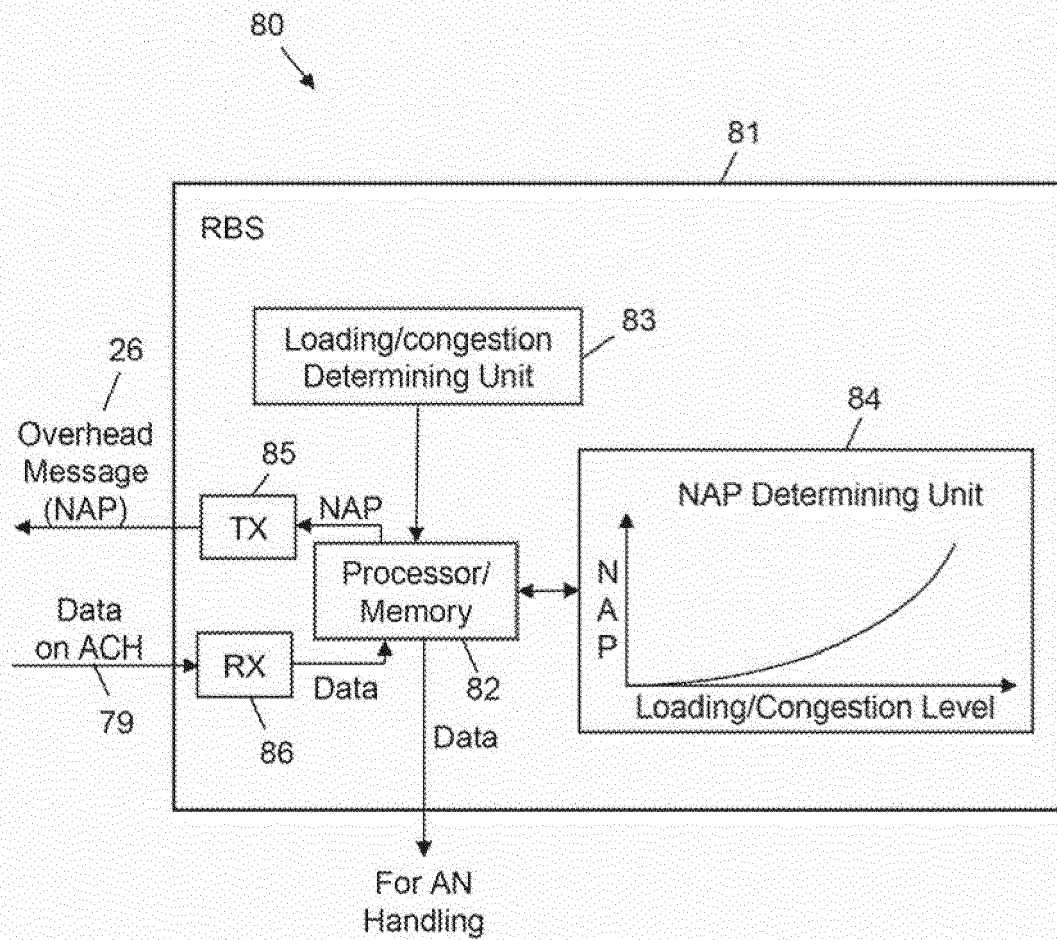 80
81
RBS
Loading/congestion
Determining Unit
83
26
Overhead
Message
(NAP)
85
TX
NAP
Processor/
Memory
82
84
NAP Determining Unit
N
A
P
Loading/Congestion Level
Data
on ACH
79
RX
Data
86
Data
For AN
Handling